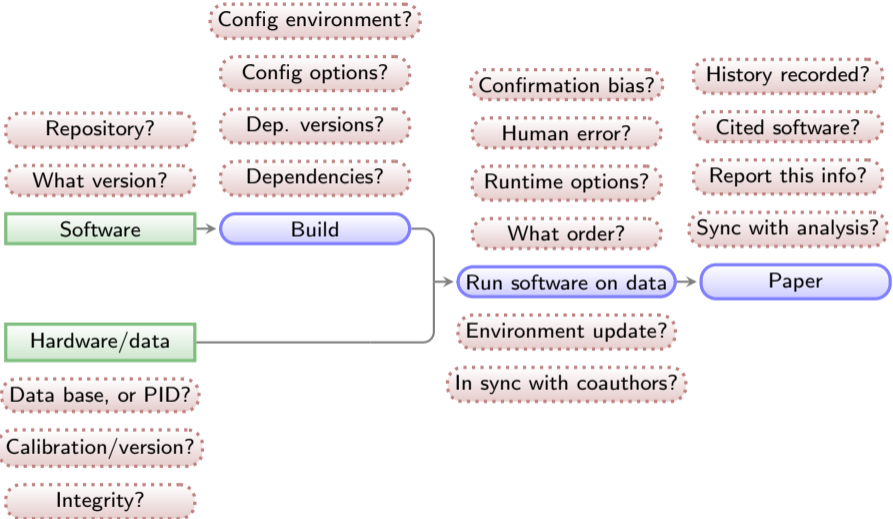 Config environment?
Config options?
Dep. versions?
Dependencies?
Repository?
What version?
Software
Build
Confirmation bias?
Human error?
Runtime options?
What order?
Run software on data
Environment update?
In sync with coauthors?
History recorded?
Cited software?
Report this info?
Sync with analysis?
Paper
Hardware/data
Data base, or PID?
Calibration/version?
Integrity?